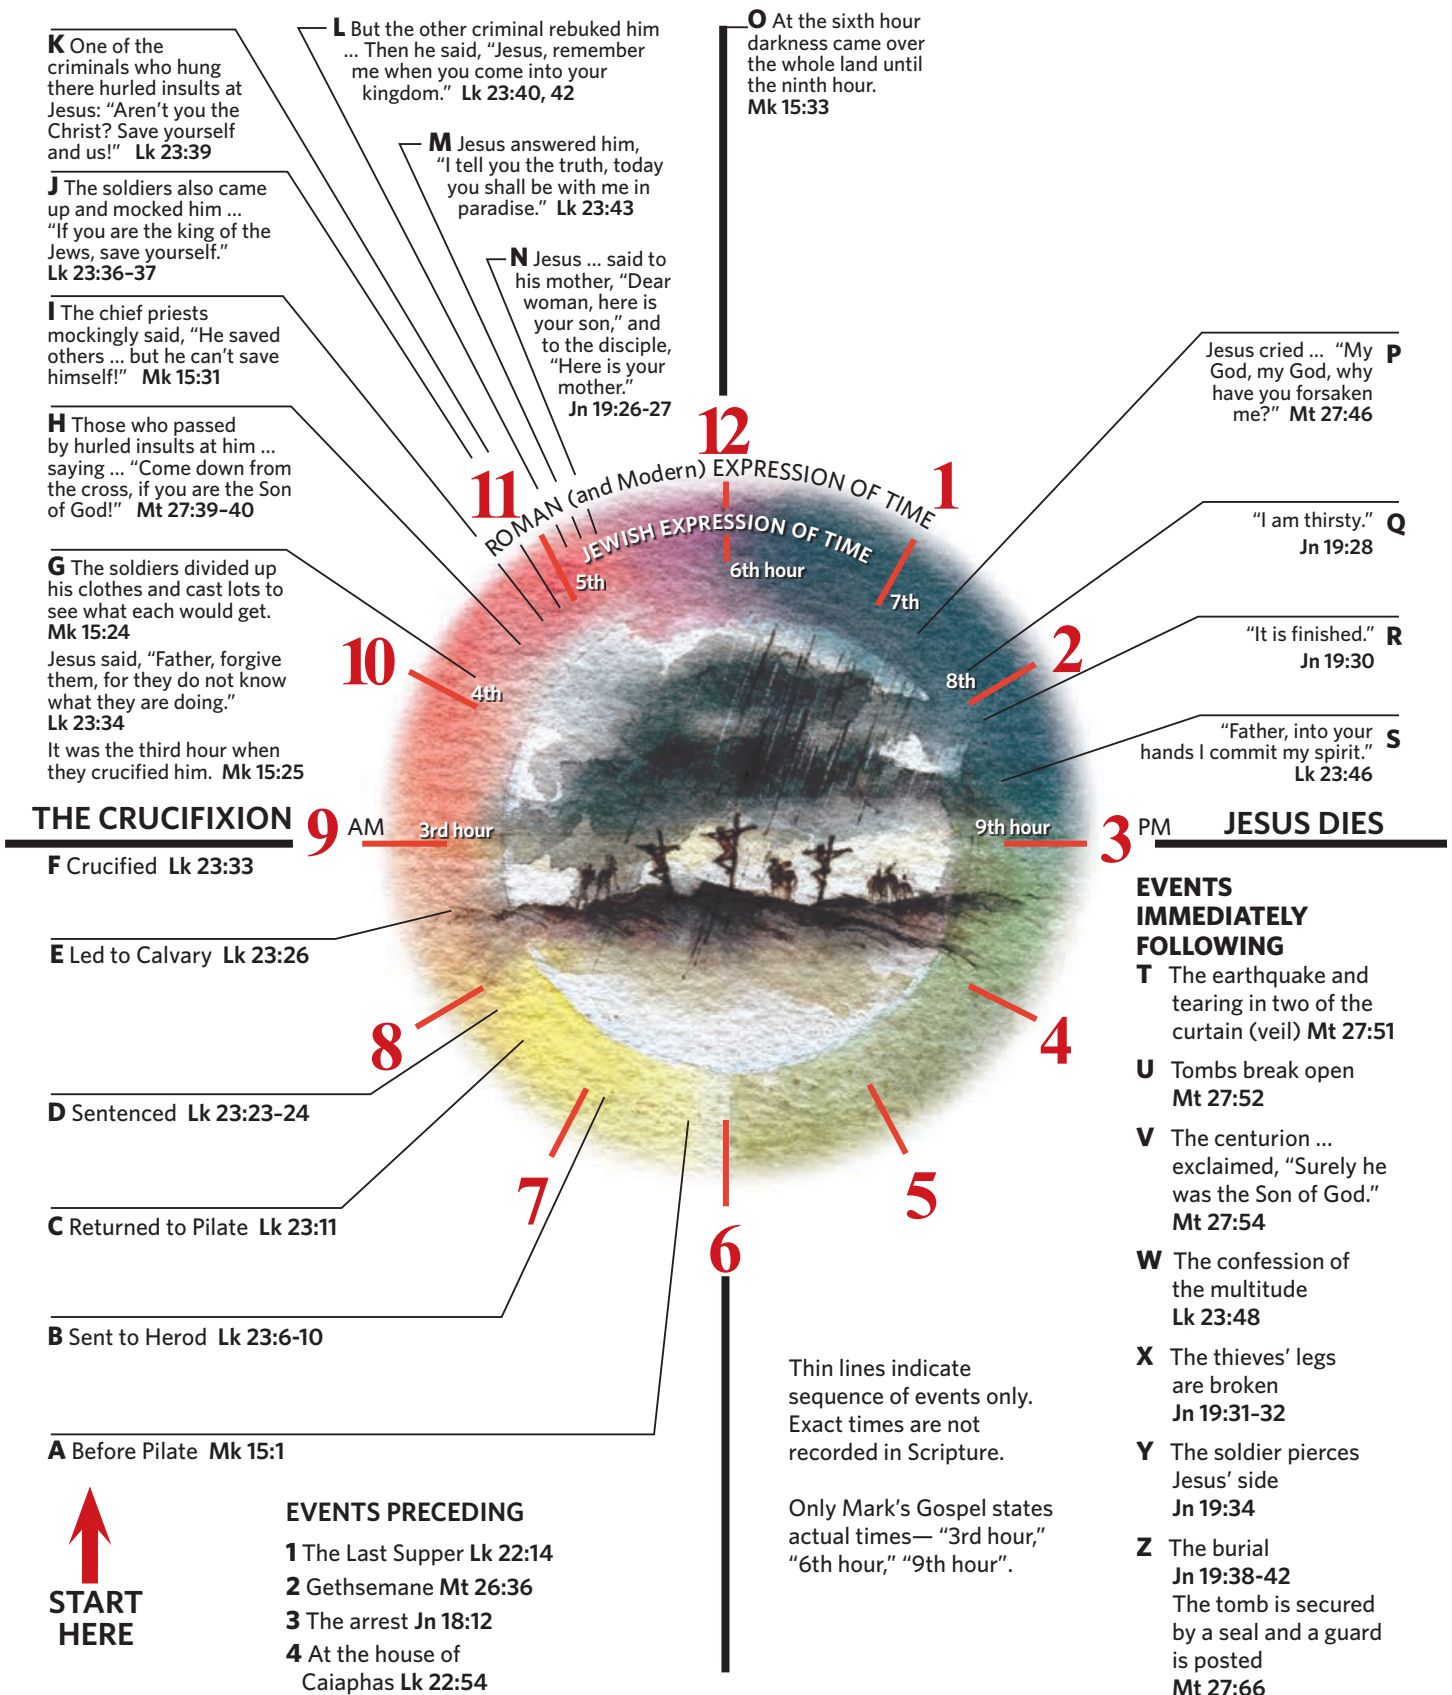 K One of the
criminals who hung
there hurled insults at
Jesus: “Aren’t you the
Christ? Save yourself
and us!” Lk 23:39
J The soldiers also came
up and mocked him ...
“If you are the king of the
Jews, save yourself.”
Lk 23:36–37
I The chief priests
mockingly said, “He saved
others ... but he can’t save
himself!” Mk 15:31
H Those who passed
by hurled insults at him ...
saying ... “Come down from
the cross, if you are the Son
of God!” Mt 27:39–40
G The soldiers divided up
his clothes and cast lots to
see what each would get.
Mk 15:24
Jesus said, “Father, forgive
them, for they do not know
what they are doing.”
Lk 23:34
It was the third hour when
they crucified him. Mk 15:25
THE CRUCIFIXION
F Crucified Lk 23:33
E Led to Calvary Lk 23:26
D Sentenced Lk 23:23–24
C Returned to Pilate Lk 23:11
B Sent to Herod Lk 23:6-10
A Before Pilate Mk 15:1
START
HERE
L But the other criminal rebuked him
... Then he said, “Jesus, remember
me when you come into your
kingdom.” Lk 23:40, 42
M Jesus answered him,
“I tell you the truth, today
you shall be with me in
paradise.” Lk 23:43
N Jesus ... said to
his mother, “Dear
woman, here is
your son,” and
to the disciple,
“Here is your
mother.”
Jn 19:26-27
O At the sixth hour
darkness came over
the whole land until
the ninth hour.
Mk 15:33
12
1
2
3 PM
4
5
6
7
8
9 AM
10
11
ROMAN (and Modern) EXPRESSION OF TIME
JEWISH EXPRESSION OF TIME
3rd hour
4th
5th
6th hour
7th
8th
9th hour
Jesus cried ... “My P
God, my God, why
have you forsaken
me?” Mt 27:46
“I am thirsty.” Q
Jn 19:28
“It is finished.” R
Jn 19:30
“Father, into your S
hands I commit my spirit.”
Lk 23:46
JESUS DIES
EVENTS
IMMEDIATELY
FOLLOWING
T The earthquake and
tearing in two of the
curtain (veil) Mt 27:51
U Tombs break open
Mt 27:52
V The centurion ...
exclaimed, “Surely he
was the Son of God.”
Mt 27:54
W The confession of
the multitude
Lk 23:48
X The thieves’ legs
are broken
Jn 19:31–32
Y The soldier pierces
Jesus’ side
Jn 19:34
Z The burial
Jn 19:38-42
The tomb is secured
by a seal and a guard
is posted
Mt 27:66
Thin lines indicate
sequence of events only.
Exact times are not
recorded in Scripture.
Only Mark’s Gospel states
actual times— “3rd hour,”
“6th hour,” “9th hour”.
EVENTS PRECEDING
1 The Last Supper Lk 22:14
2 Gethsemane Mt 26:36
3 The arrest Jn 18:12
4 At the house of
Caiaphas Lk 22:54